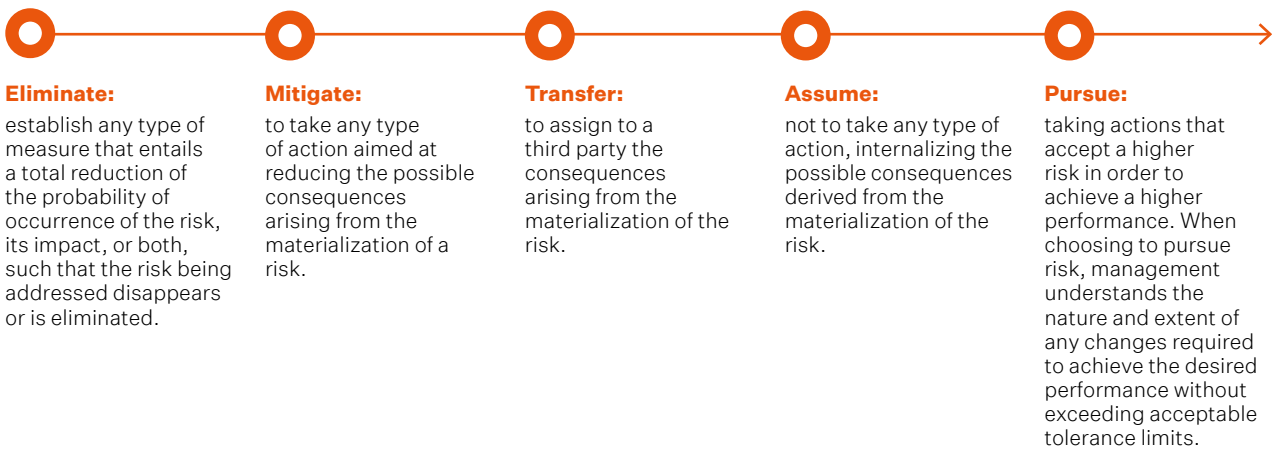 Eliminate:
establish any type of
measure that entails
a total reduction of
the probability of
occurrence of the risk,
its impact, or both,
such that the risk being
addressed disappears
or is eliminated.
Mitigate:
to take any type
of action aimed at
reducing the possible
consequences
arising from the
materialization of a
risk.
Transfer:
to assign to a
third party the
consequences
arising from the
materialization of the
risk.
Assume:
not to take any type of
action, internalizing the
possible consequences
derived from the
materialization of the
risk.
Pursue:
taking actions that
accept a higher
risk in order to
achieve a higher
performance. When
choosing to pursue
risk, management
understands the
nature and extent of
any changes required
to achieve the desired
performance without
exceeding acceptable
tolerance limits.